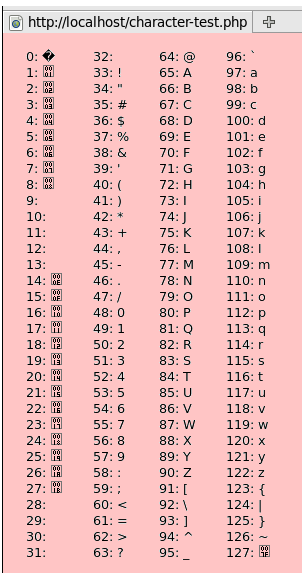 http://localhost/character-test.php
0: � 32: 64: @ 96: `
1: 33: ! 65: A 97: a
2: 34: " 66: B 98: b
3: 35: # 67: C 99: c
4: 36: $ 68: D 100: d
5: 37: % 69: E 101: e
6: 38: & 70: F 102: f
7: 39: ' 71: G 103: g
8: 40: ( 72: H 104: h
9: 41: ) 73: I 105: i
10: 42: * 74: J 106: j
11: 43: + 75: K 107: k
12: 44: , 76: L 108: l
13: 45: - 77: M 109: m
14: 46: . 78: N 110: n
15: 47: / 79: O 111: o
16: 48: 0 80: P 112: p
17: 49: 1 81: Q 113: q
18: 50: 2 82: R 114: r
19: 51: 3 83: S 115: s
20: 52: 4 84: T 116: t
21: 53: 5 85: U 117: u
22: 54: 6 86: V 118: v
23: 55: 7 87: W 119: w
24: 56: 8 88: X 120: x
25: 57: 9 89: Y 121: y
26: 58: : 90: Z 122: z
27: 59: ; 91: [ 123: {
28: 60: < 92: \ 124: |
29: 61: = 93: ] 125: }
30: 62: > 94: ^ 126: ~
31: 63: ? 95: _ 127: